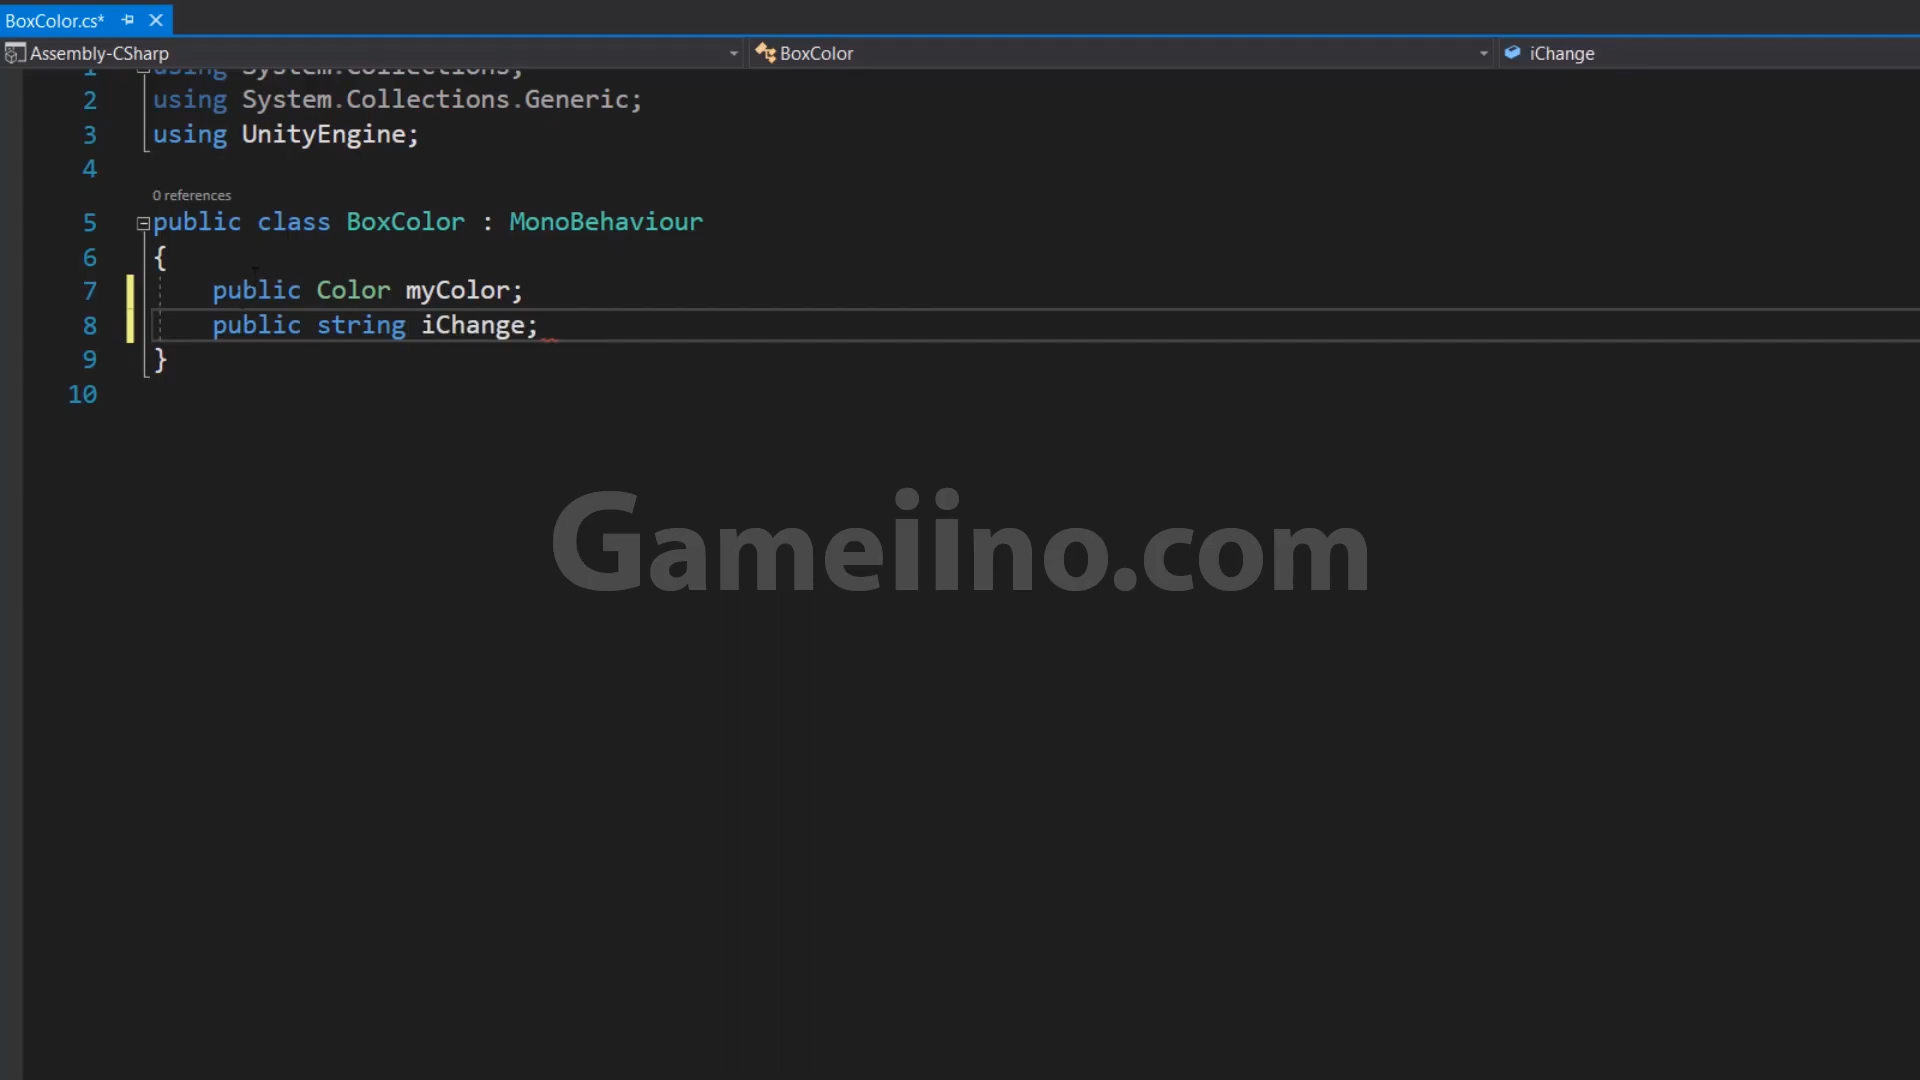 BoxColor.cs*
Assembly-CSharp BoxColor iChange
1 using System.Collections;
2 using System.Collections.Generic;
3 using UnityEngine;
4
0 references
5 public class BoxColor : MonoBehaviour
6 {
7 public Color myColor;
8 public string iChange;
9 }
10
Gameiino.com